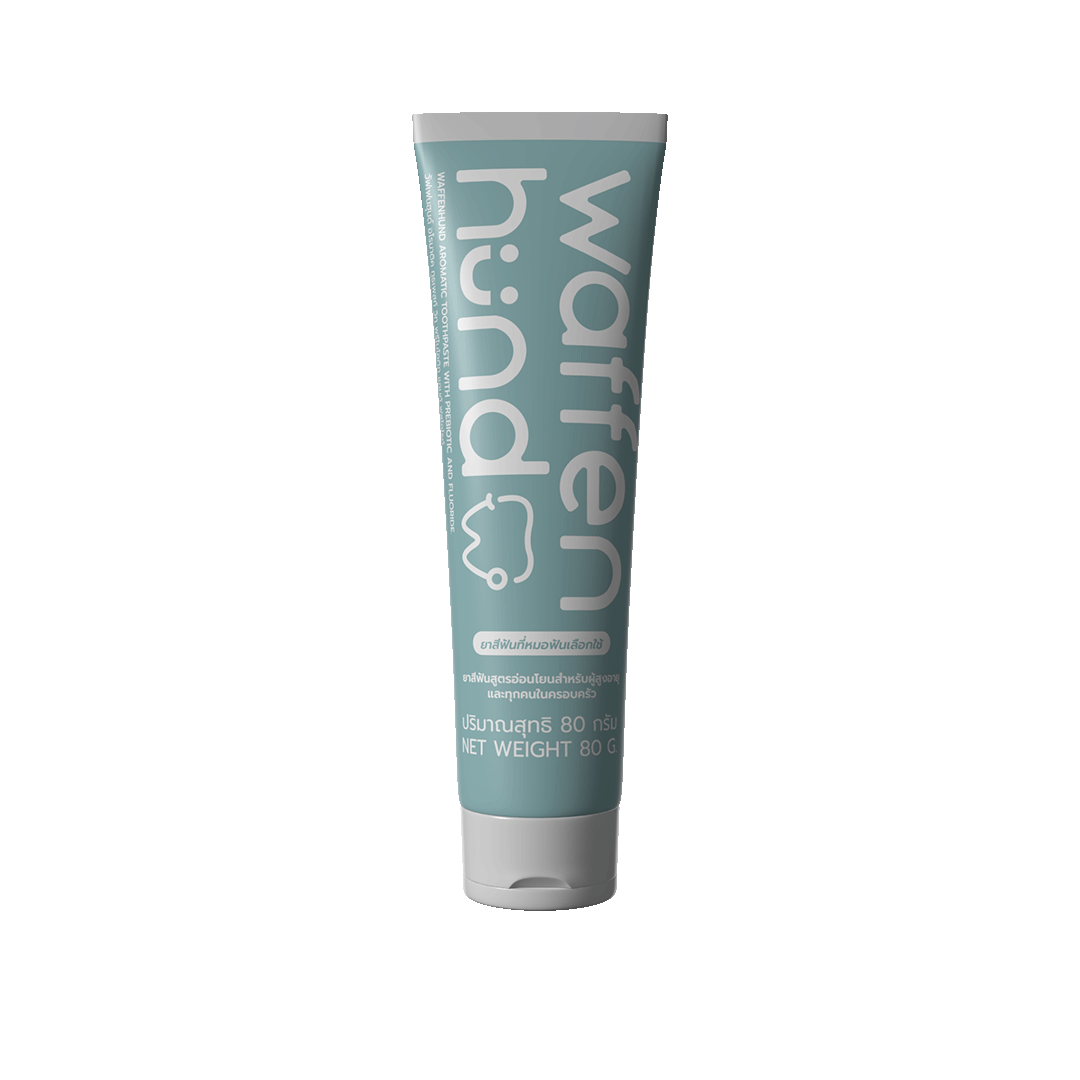 waffen
hünd
WAFFENHUND AROMATIC TOOTHPASTE WITH PREBIOTIC AND FLUORIDE
ยาสีฟันที่หมอฟันเลือกใช้
ยาสีฟันสูตรอ่อนโยนสำหรับผู้สูงอายุ
และทุกคนในครอบครัว
ปริมาณสุทธิ 80 กรัม
NET WEIGHT 80 G.